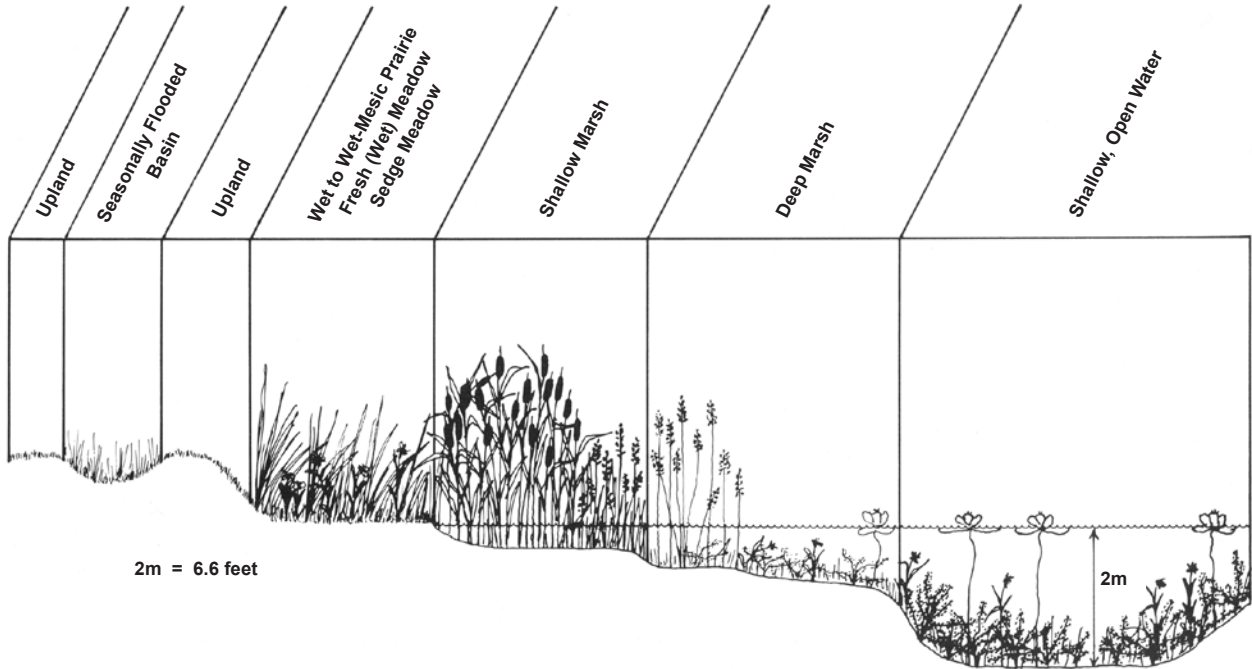 Upland
Seasonally Flooded
Basin
Upland
Wet to Wet-Mesic Prairie
Fresh (Wet) Meadow
Sedge Meadow
Shallow Marsh
Deep Marsh
Shallow, Open Water
2m = 6.6 feet
2m